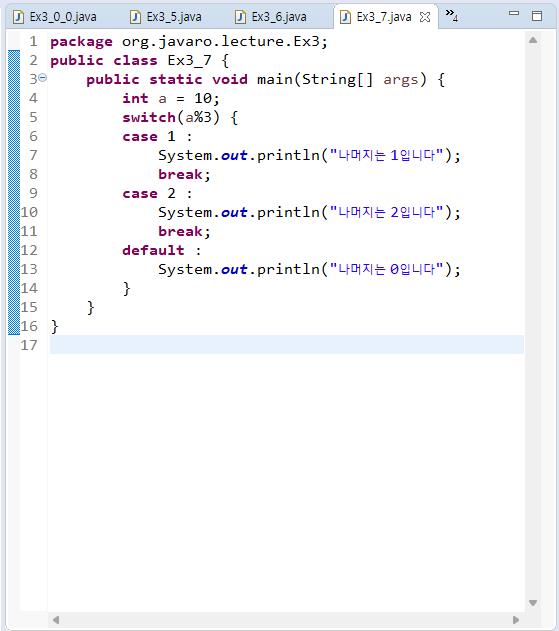 Ex3_0_0.java Ex3_5.java Ex3_6.java Ex3_7.java »4
1 package org.javaro.lecture.Ex3;
2 public class Ex3_7 {
3 public static void main(String[] args) {
4 int a = 10;
5 switch(a%3) {
6 case 1 :
7 System.out.println("나머지는 1입니다");
8 break;
9 case 2 :
10 System.out.println("나머지는 2입니다");
11 break;
12 default :
13 System.out.println("나머지는 0입니다");
14 }
15 }
16 }
17